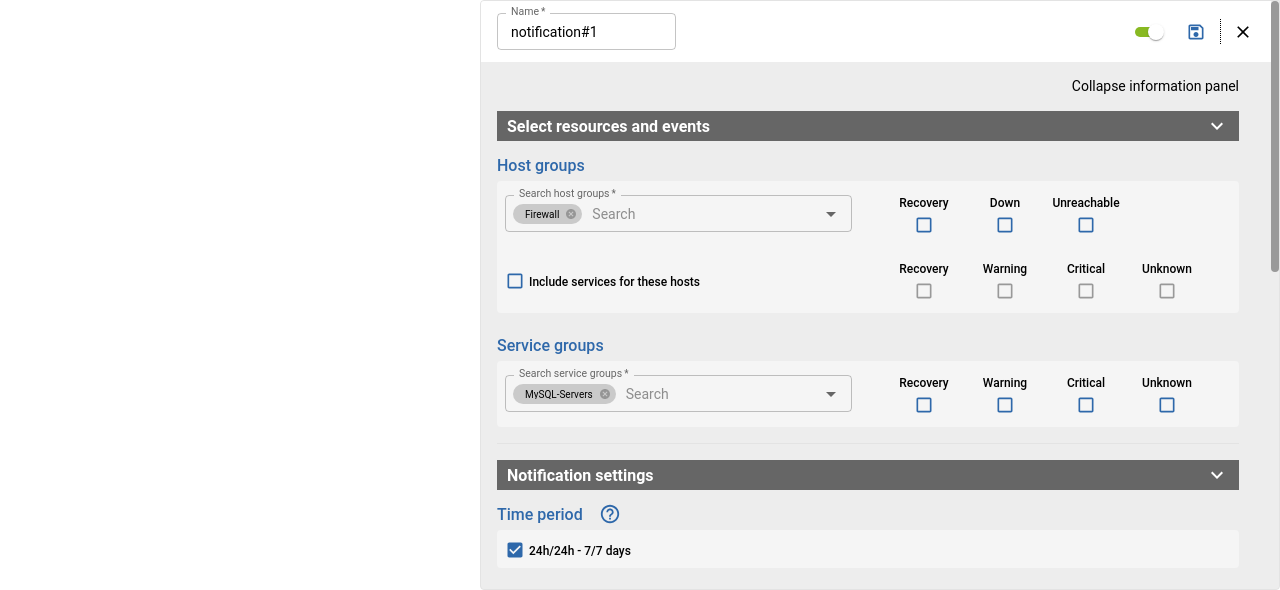 Name *
notification#1
Collapse information panel
Select resources and events
Host groups
Search host groups *
Firewall Search
Recovery Down Unreachable
Include services for these hosts
Recovery Warning Critical Unknown
Service groups
Search service groups *
MySQL-Servers Search
Recovery Warning Critical Unknown
Notification settings
Time period ?
24h/24h - 7/7 days